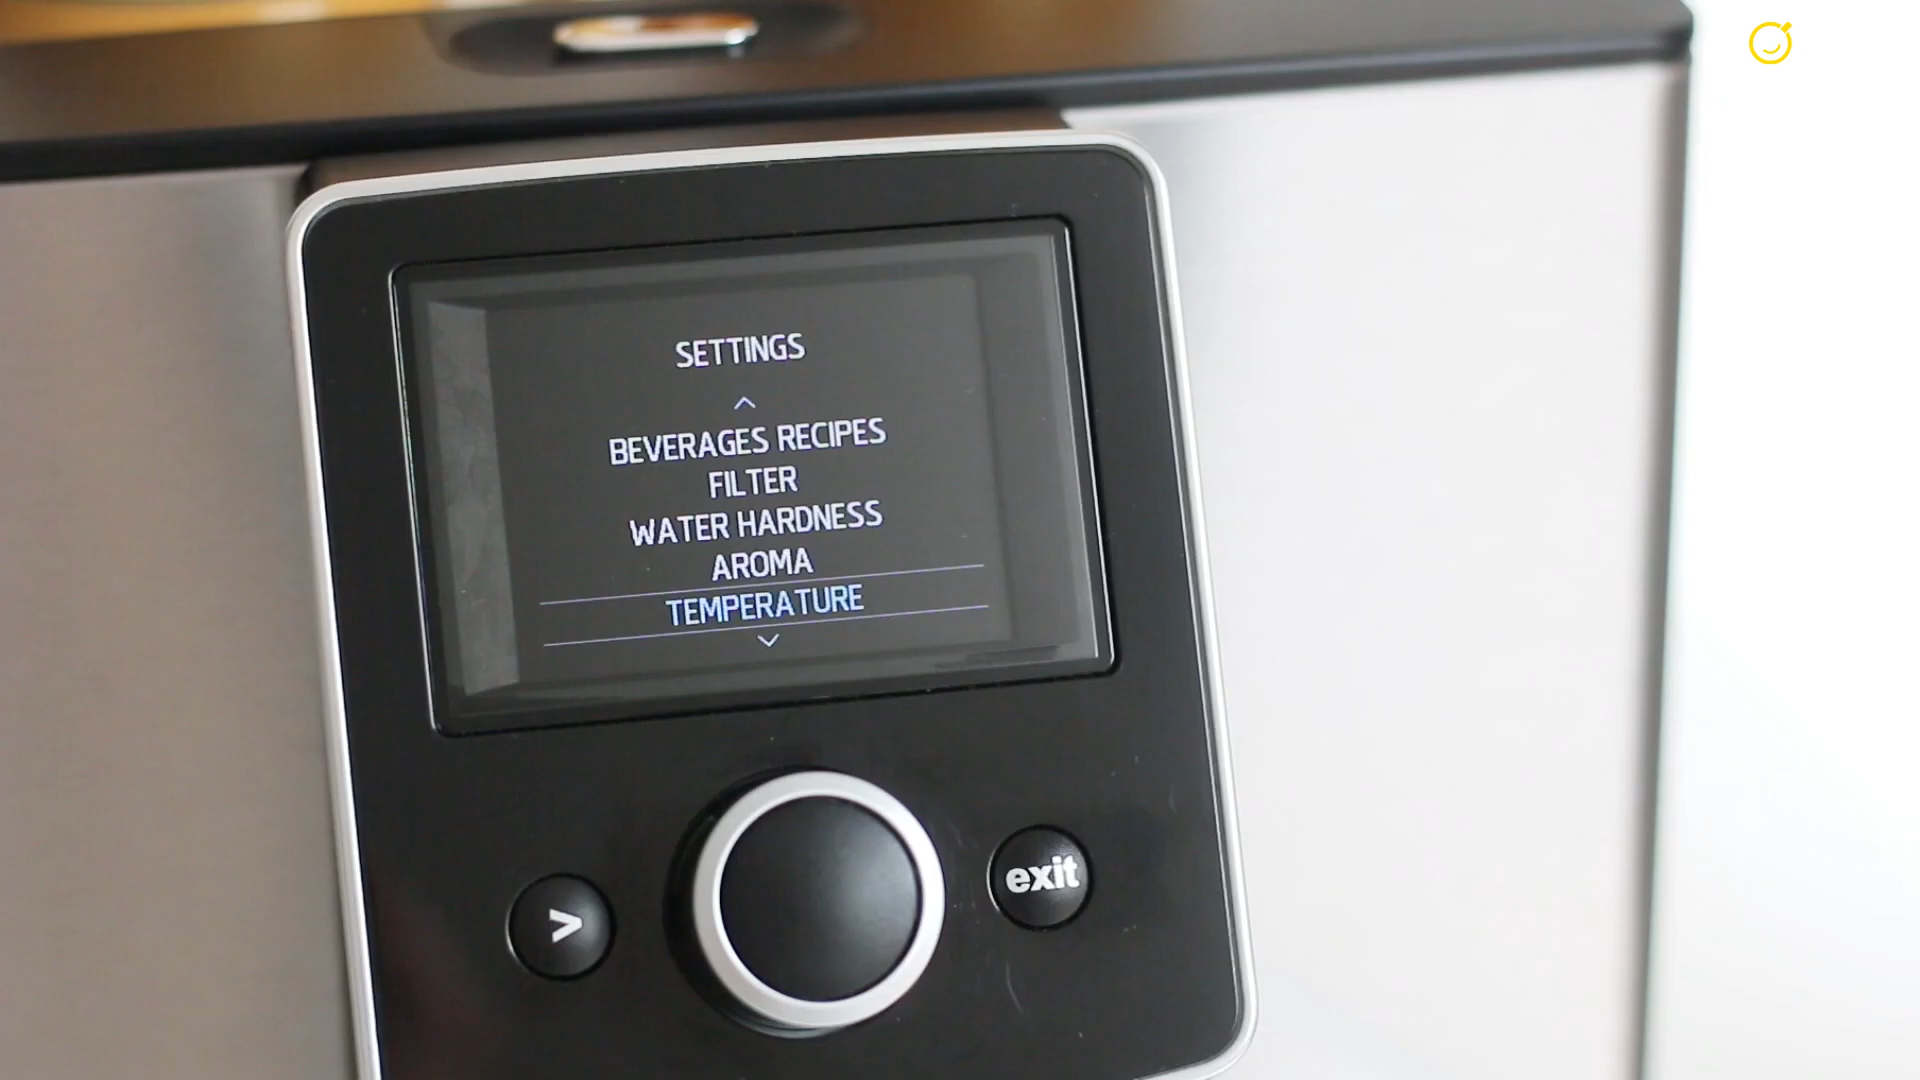 SETTINGS
BEVERAGES RECIPES
FILTER
WATER HARDNESS
AROMA
TEMPERATURE
>
exit